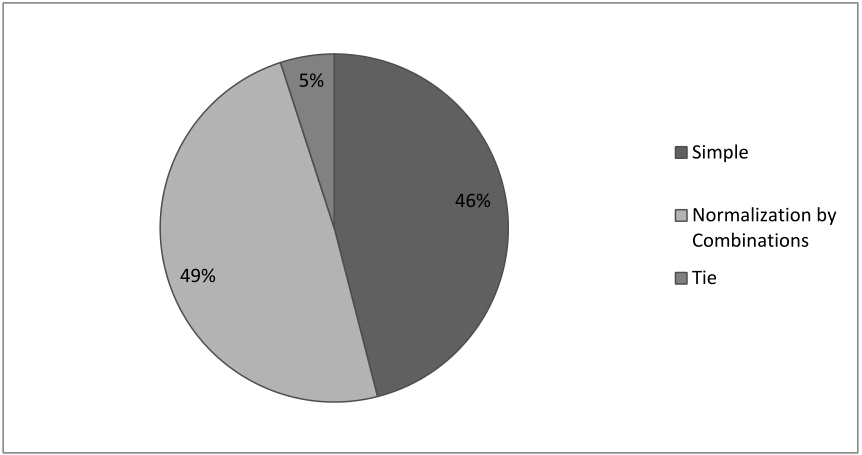 5%
46%
49%
Simple
Normalization by
Combinations
Tie